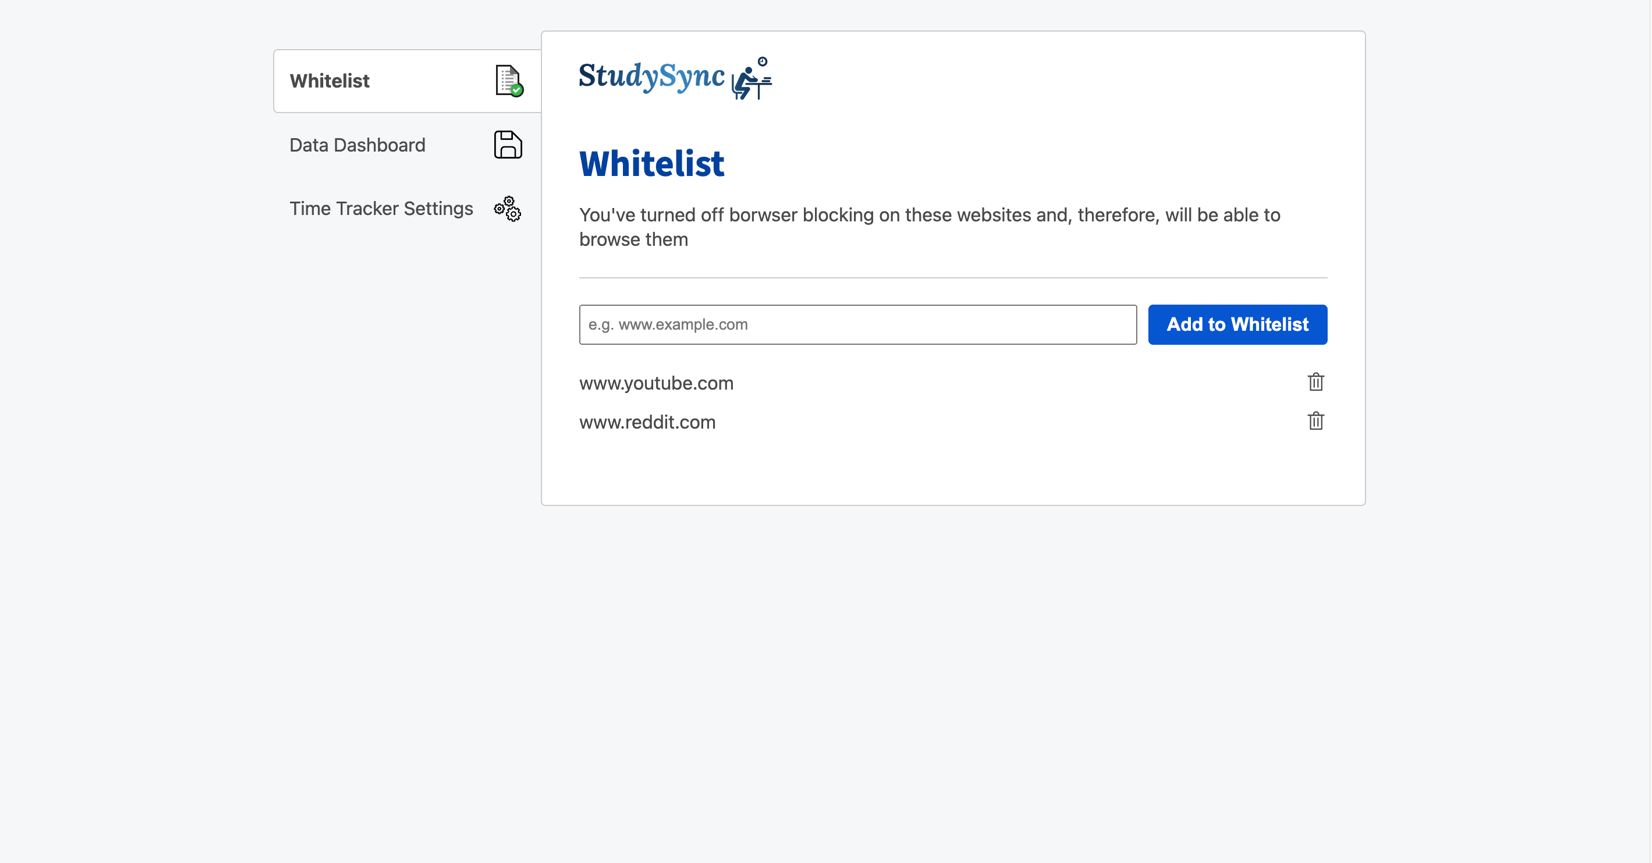 Whitelist
Data Dashboard
Time Tracker Settings
StudySync
Whitelist
You've turned off borwser blocking on these websites and, therefore, will be able to
browse them
e.g. www.example.com
Add to Whitelist
www.youtube.com
www.reddit.com